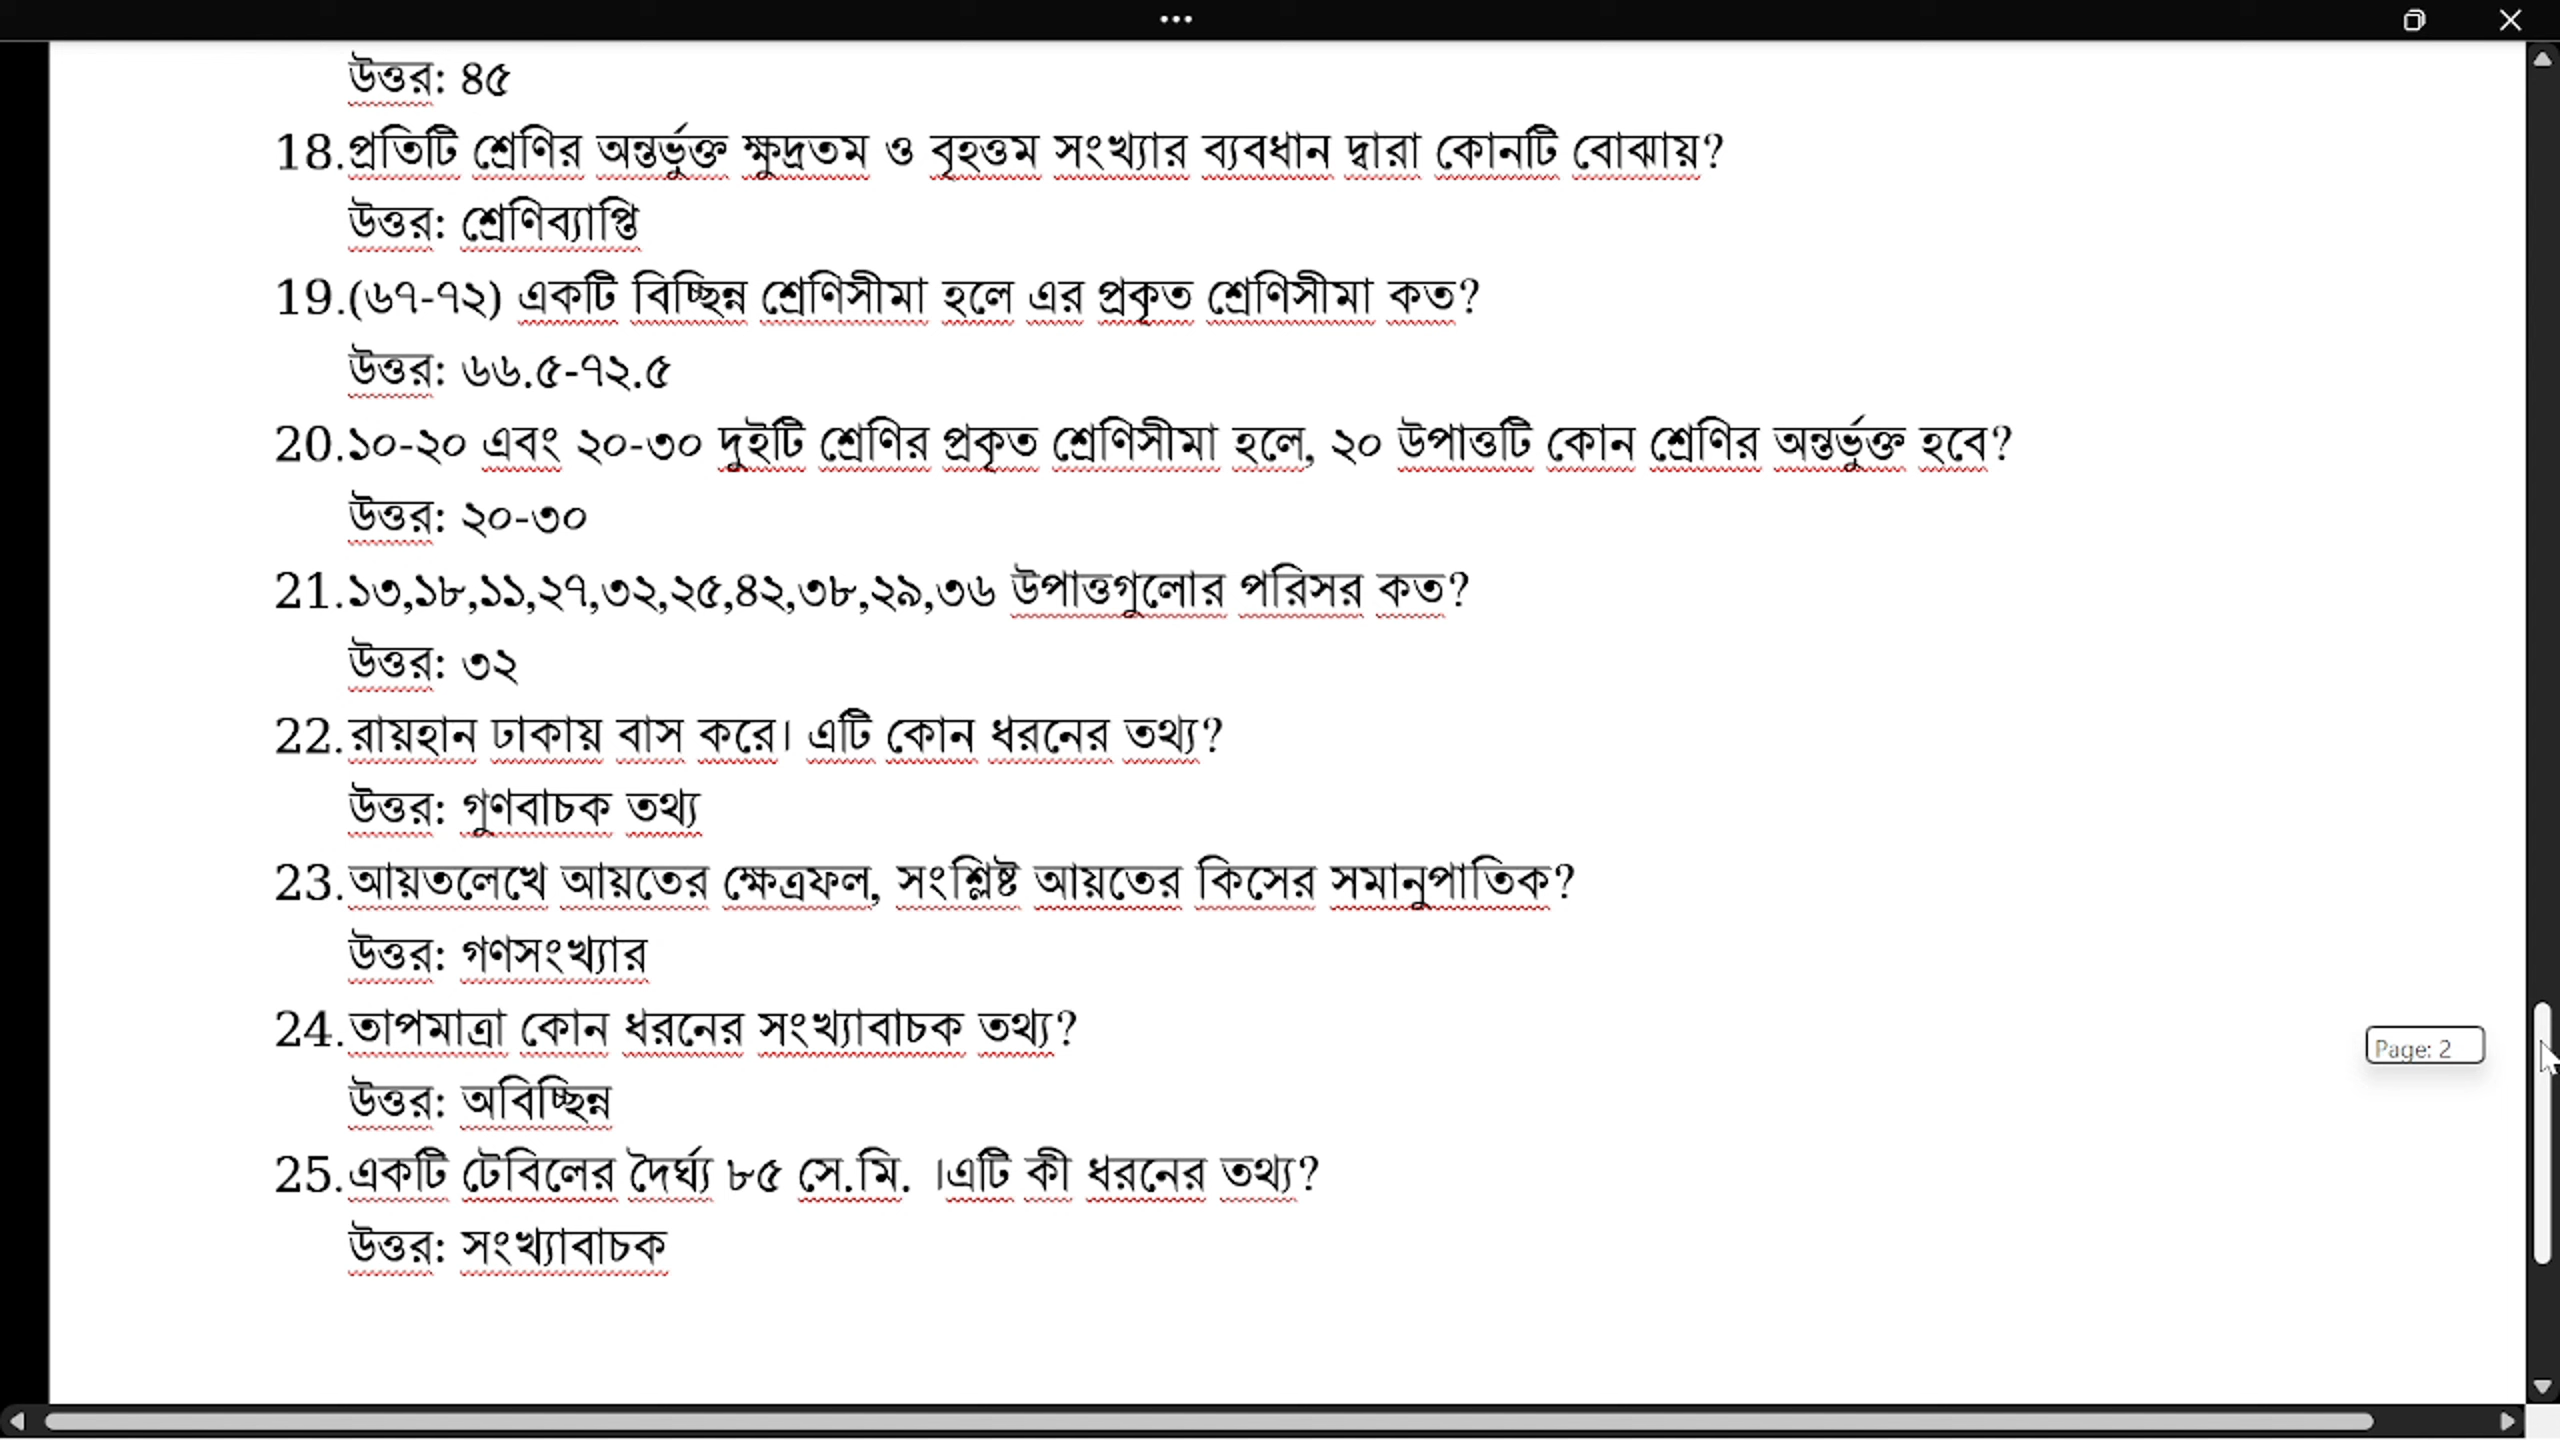 উত্তর: ৪৫
18.প্রতিটি শ্রেণির অন্তর্ভুক্ত ক্ষুদ্রতম ও বৃহত্তম সংখ্যার ব্যবধান দ্বারা কোনটি বোঝায়?
উত্তর: শ্রেণিব্যাপ্তি
19.(৬৭-৭২) একটি বিচ্ছিন্ন শ্রেণিসীমা হলে এর প্রকৃত শ্রেণিসীমা কত?
উত্তর: ৬৬.৫-৭২.৫
20.১০-২০ এবং ২০-৩০ দুইটি শ্রেণির প্রকৃত শ্রেণিসীমা হলে, ২০ উপাত্তটি কোন শ্রেণির অন্তর্ভুক্ত হবে?
উত্তর: ২০-৩০
21.১৩,১৮,১১,২৭,৩২,২৫,৪২,৩৮,২৯,৩৬ উপাত্তগুলোর পরিসর কত?
উত্তর: ৩২
22.রায়হান ঢাকায় বাস করে। এটি কোন ধরনের তথ্য?
উত্তর: গুণবাচক তথ্য
23.আয়তলেখে আয়তের ক্ষেত্রফল, সংশ্লিষ্ট আয়তের কিসের সমানুপাতিক?
উত্তর: গণসংখ্যার
24.তাপমাত্রা কোন ধরনের সংখ্যাবাচক তথ্য?
Page: 2
উত্তর: অবিচ্ছিন্ন
25.একটি টেবিলের দৈর্ঘ্য ৮৫ সে.মি. ।এটি কী ধরনের তথ্য?
উত্তর: সংখ্যাবাচক